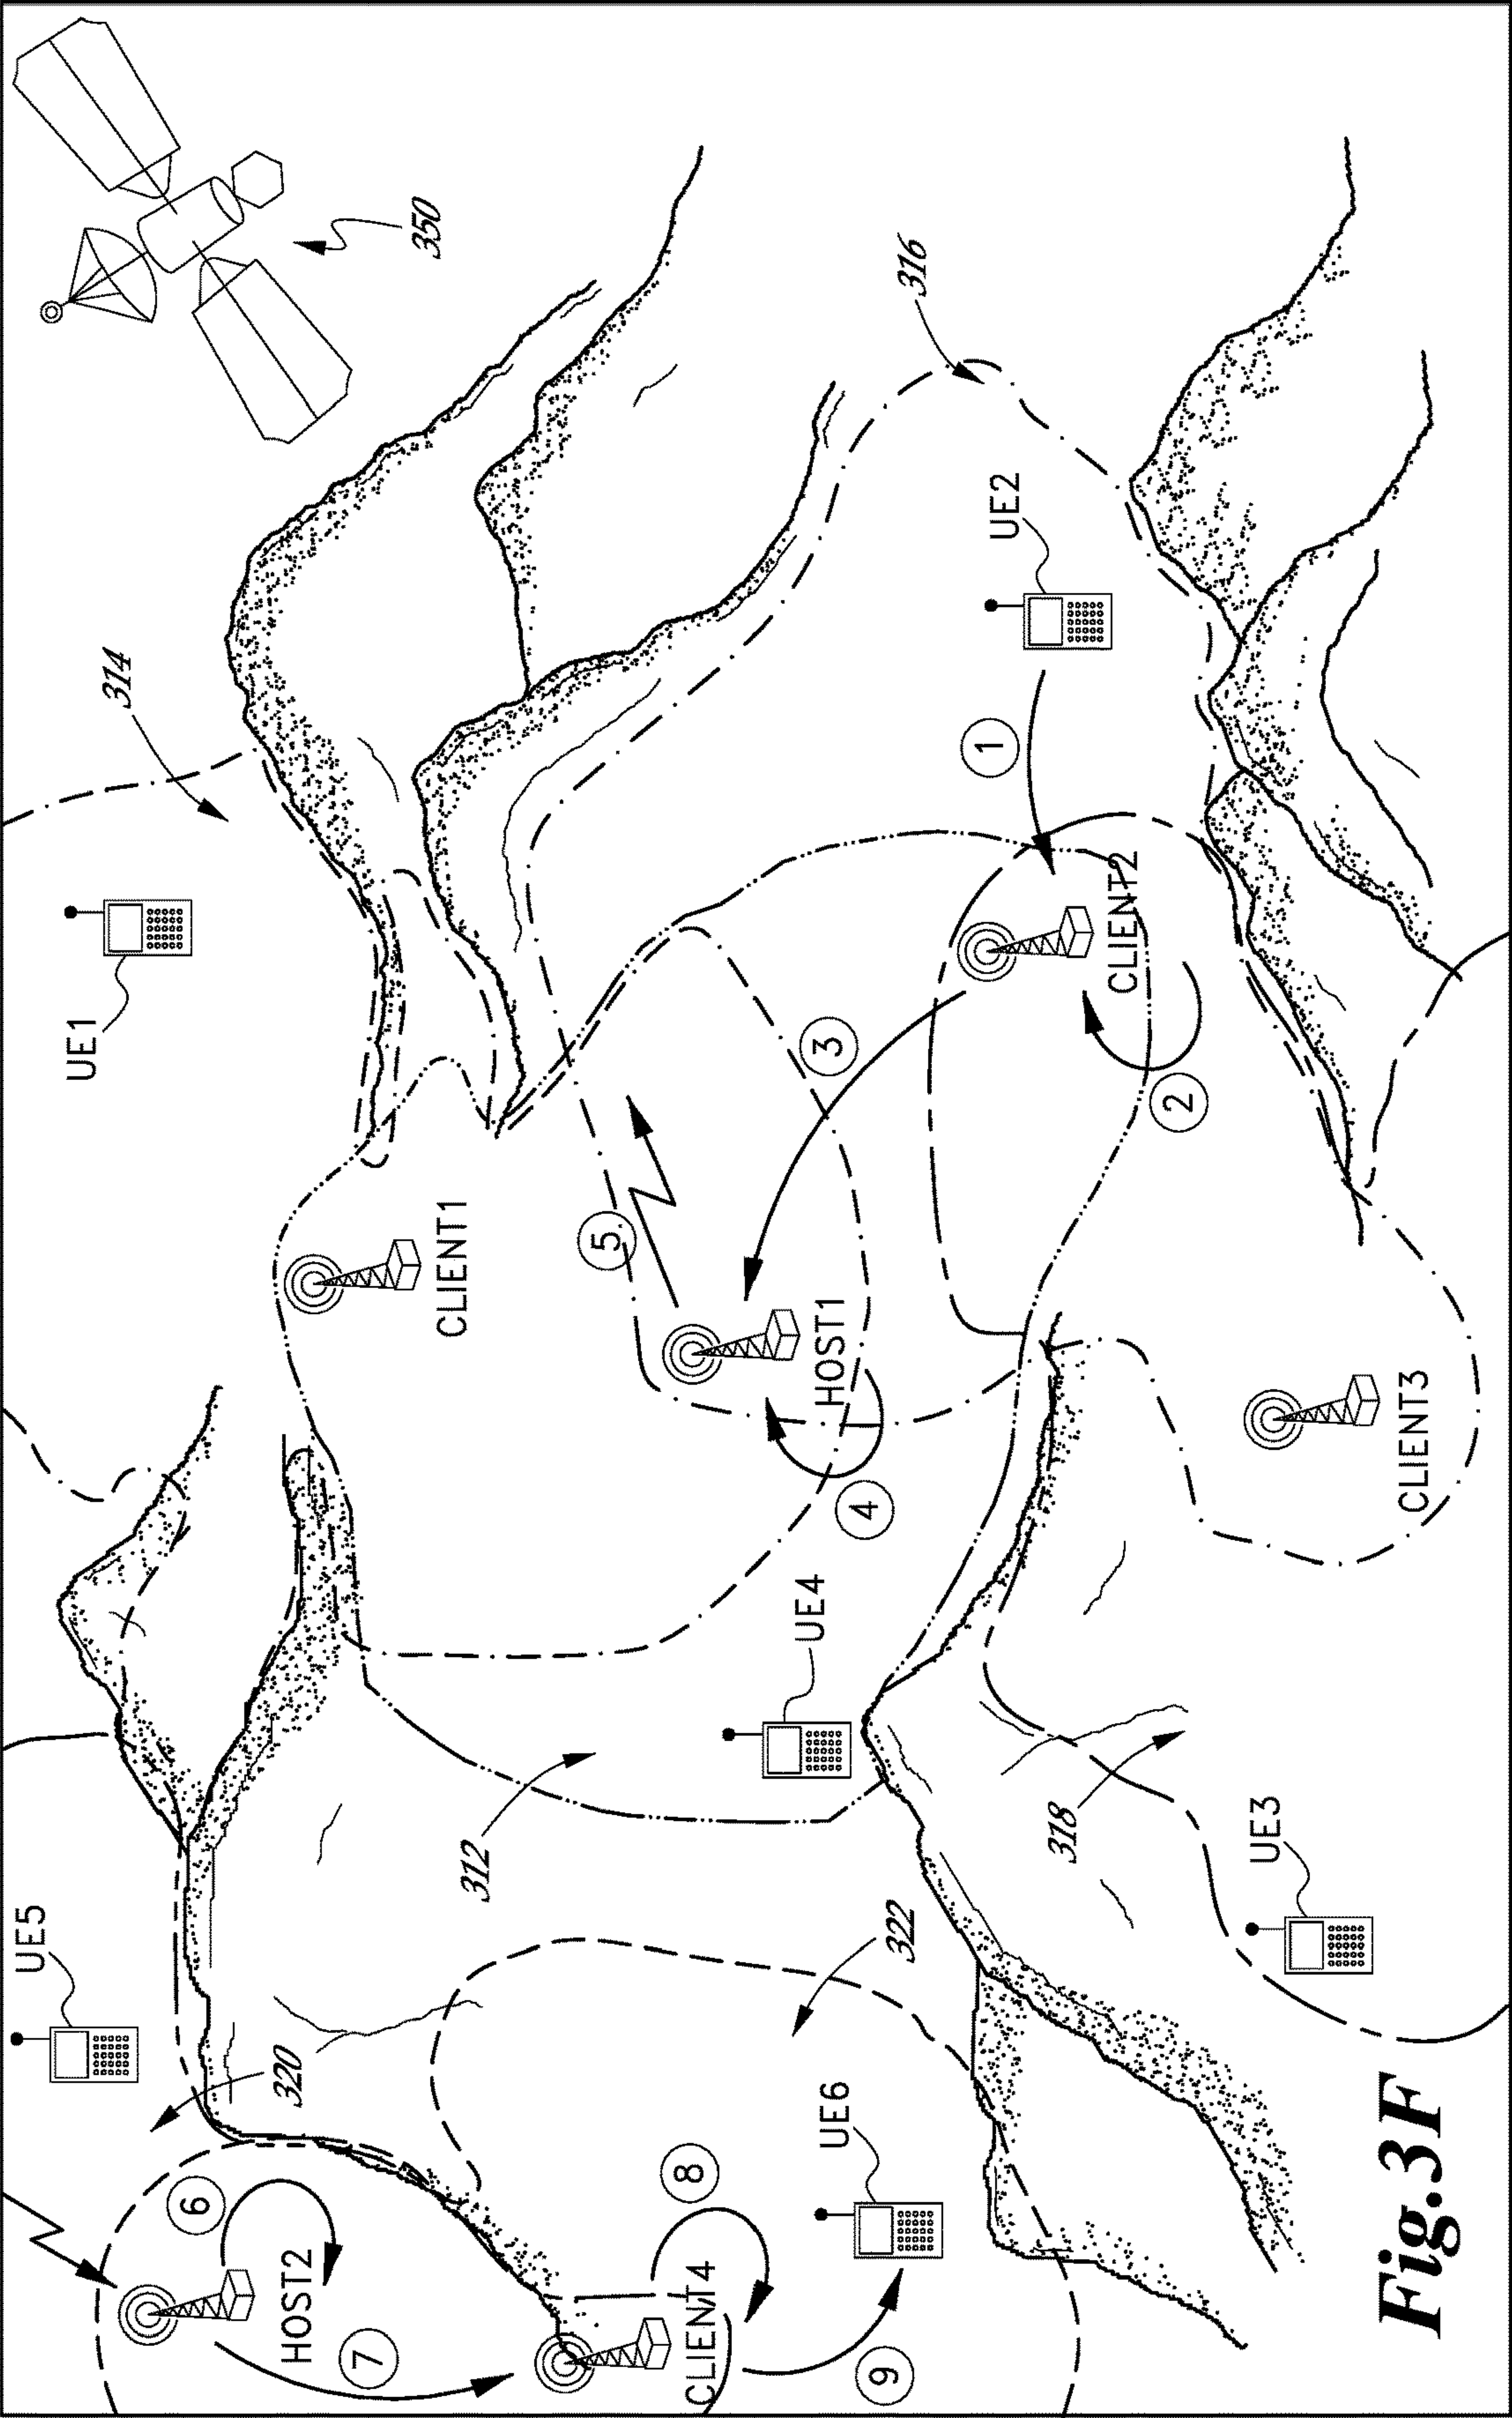 UE5
320
6
HOST2
7
8
CLIENT4
UE6
9
322
312
UE4
318
UE3
UE1
314
CLIENT1
5
HOST1
4
3
CLIENT3
350
316
UE2
1
CLIENT2
2
Fig.3F